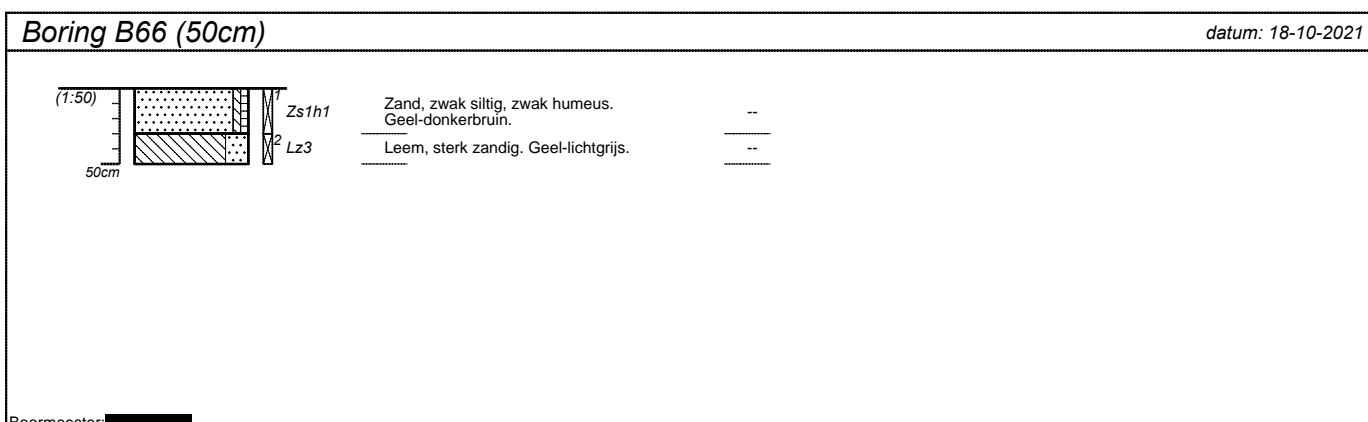 Boring B66 (50cm)
datum: 18-10-2021
(1:50)
1
Zs1h1
Zand, zwak siltig, zwak humeus.
Geel-donkerbruin.
--
2
Lz3
Leem, sterk zandig. Geel-lichtgrijs.
--
50cm
Boormeester: